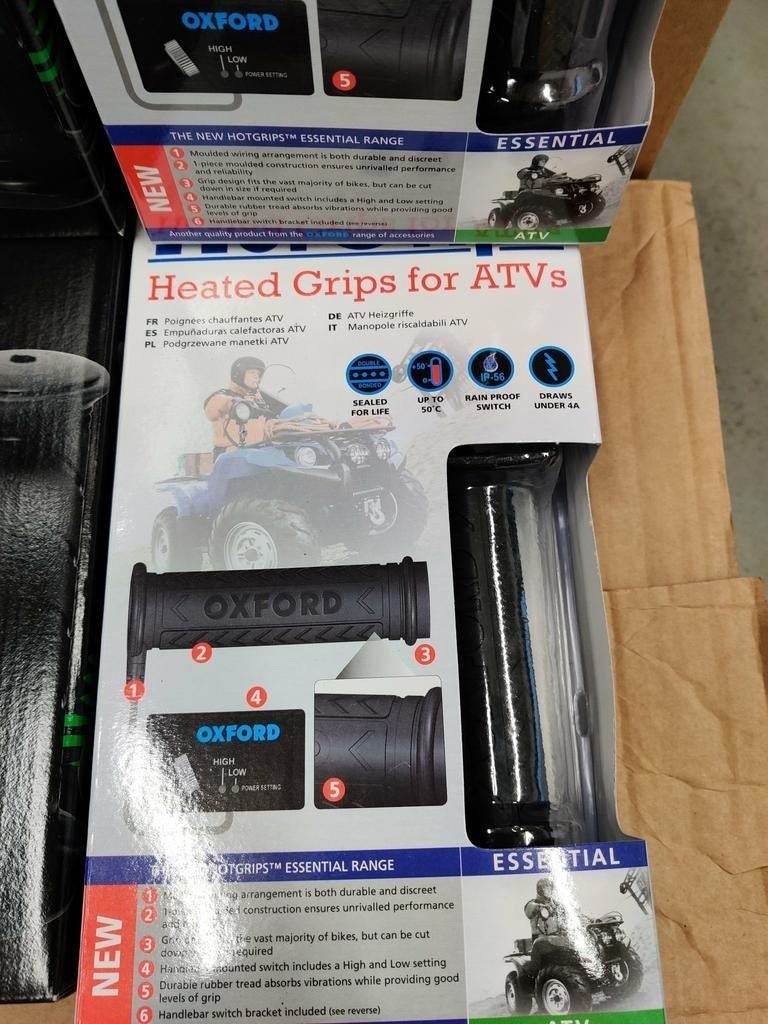 OXFORD
HIGH
LOW
POWER SETTING
5
THE NEW HOTGRIPS™ ESSENTIAL RANGE
ESSENTIAL
NEW
1 Moulded wiring arrangement is both durable and discreet
2 1-piece moulded construction ensures unrivalled performance
and reliability
3 Grip design fits the vast majority of bikes, but can be cut
down in size if required
4 Handlebar mounted switch includes a High and Low setting
5 Durable rubber tread absorbs vibrations while providing good
levels of grip
6 Handlebar switch bracket included (see reverse)
Another quality product from the OXFORD range of accessories
ATV
Heated Grips for ATVs
FR Poignées chauffantes ATV
ES Empuñaduras calefactoras ATV
PL Podgrzewane manetki ATV
DE ATV Heizgriffe
IT Manopole riscaldabili ATV
DOUBLE
BONDED
SEALED
FOR LIFE
+50°
0°
UP TO
50°C
IP-56
RAIN PROOF
SWITCH
DRAWS
UNDER 4A
OXFORD
1
2
3
4
OXFORD
HIGH
LOW
POWER SETTING
5
HOTGRIPS™ ESSENTIAL RANGE
ESSENTIAL
NEW
1 arrangement is both durable and discreet
2 construction ensures unrivalled performance
and
3 the vast majority of bikes, but can be cut
required
4 mounted switch includes a High and Low setting
5 Durable rubber tread absorbs vibrations while providing good
levels of grip
6 Handlebar switch bracket included (see reverse)
ATV